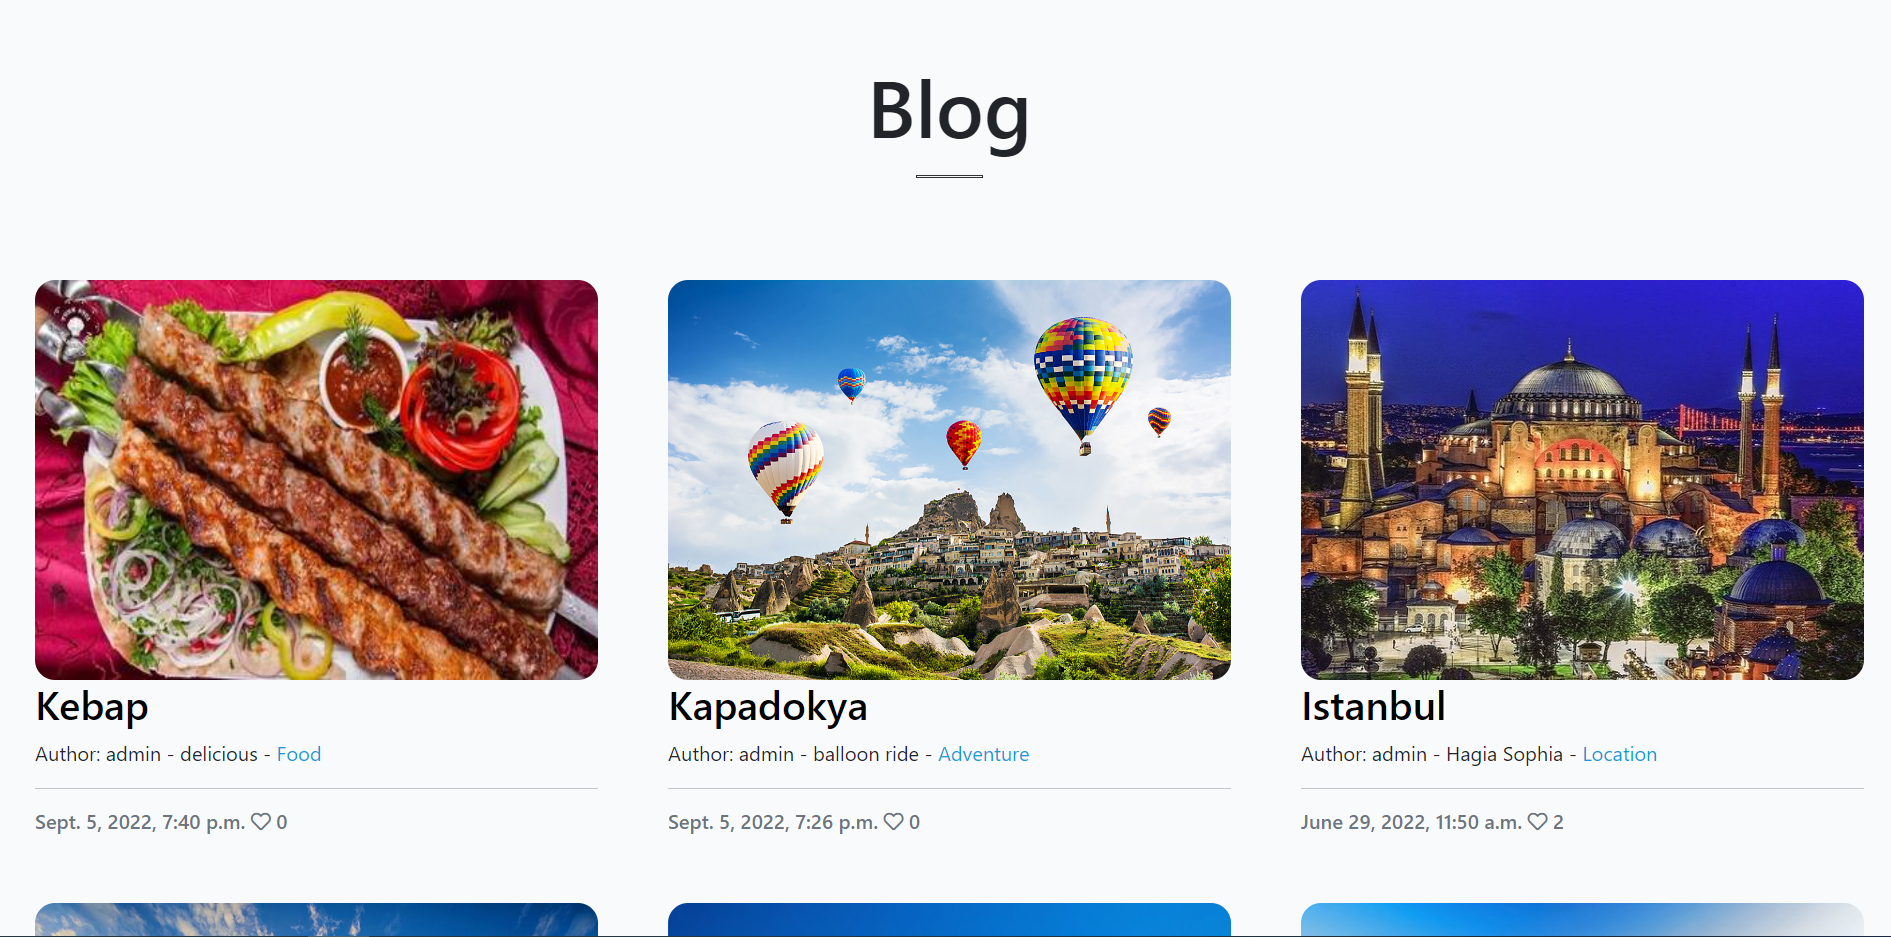 Blog
Kebap
Author: admin - delicious - Food
Sept. 5, 2022, 7:40 p.m. 0
Kapadokya
Author: admin - balloon ride - Adventure
Sept. 5, 2022, 7:26 p.m. 0
Istanbul
Author: admin - Hagia Sophia - Location
June 29, 2022, 11:50 a.m. 2